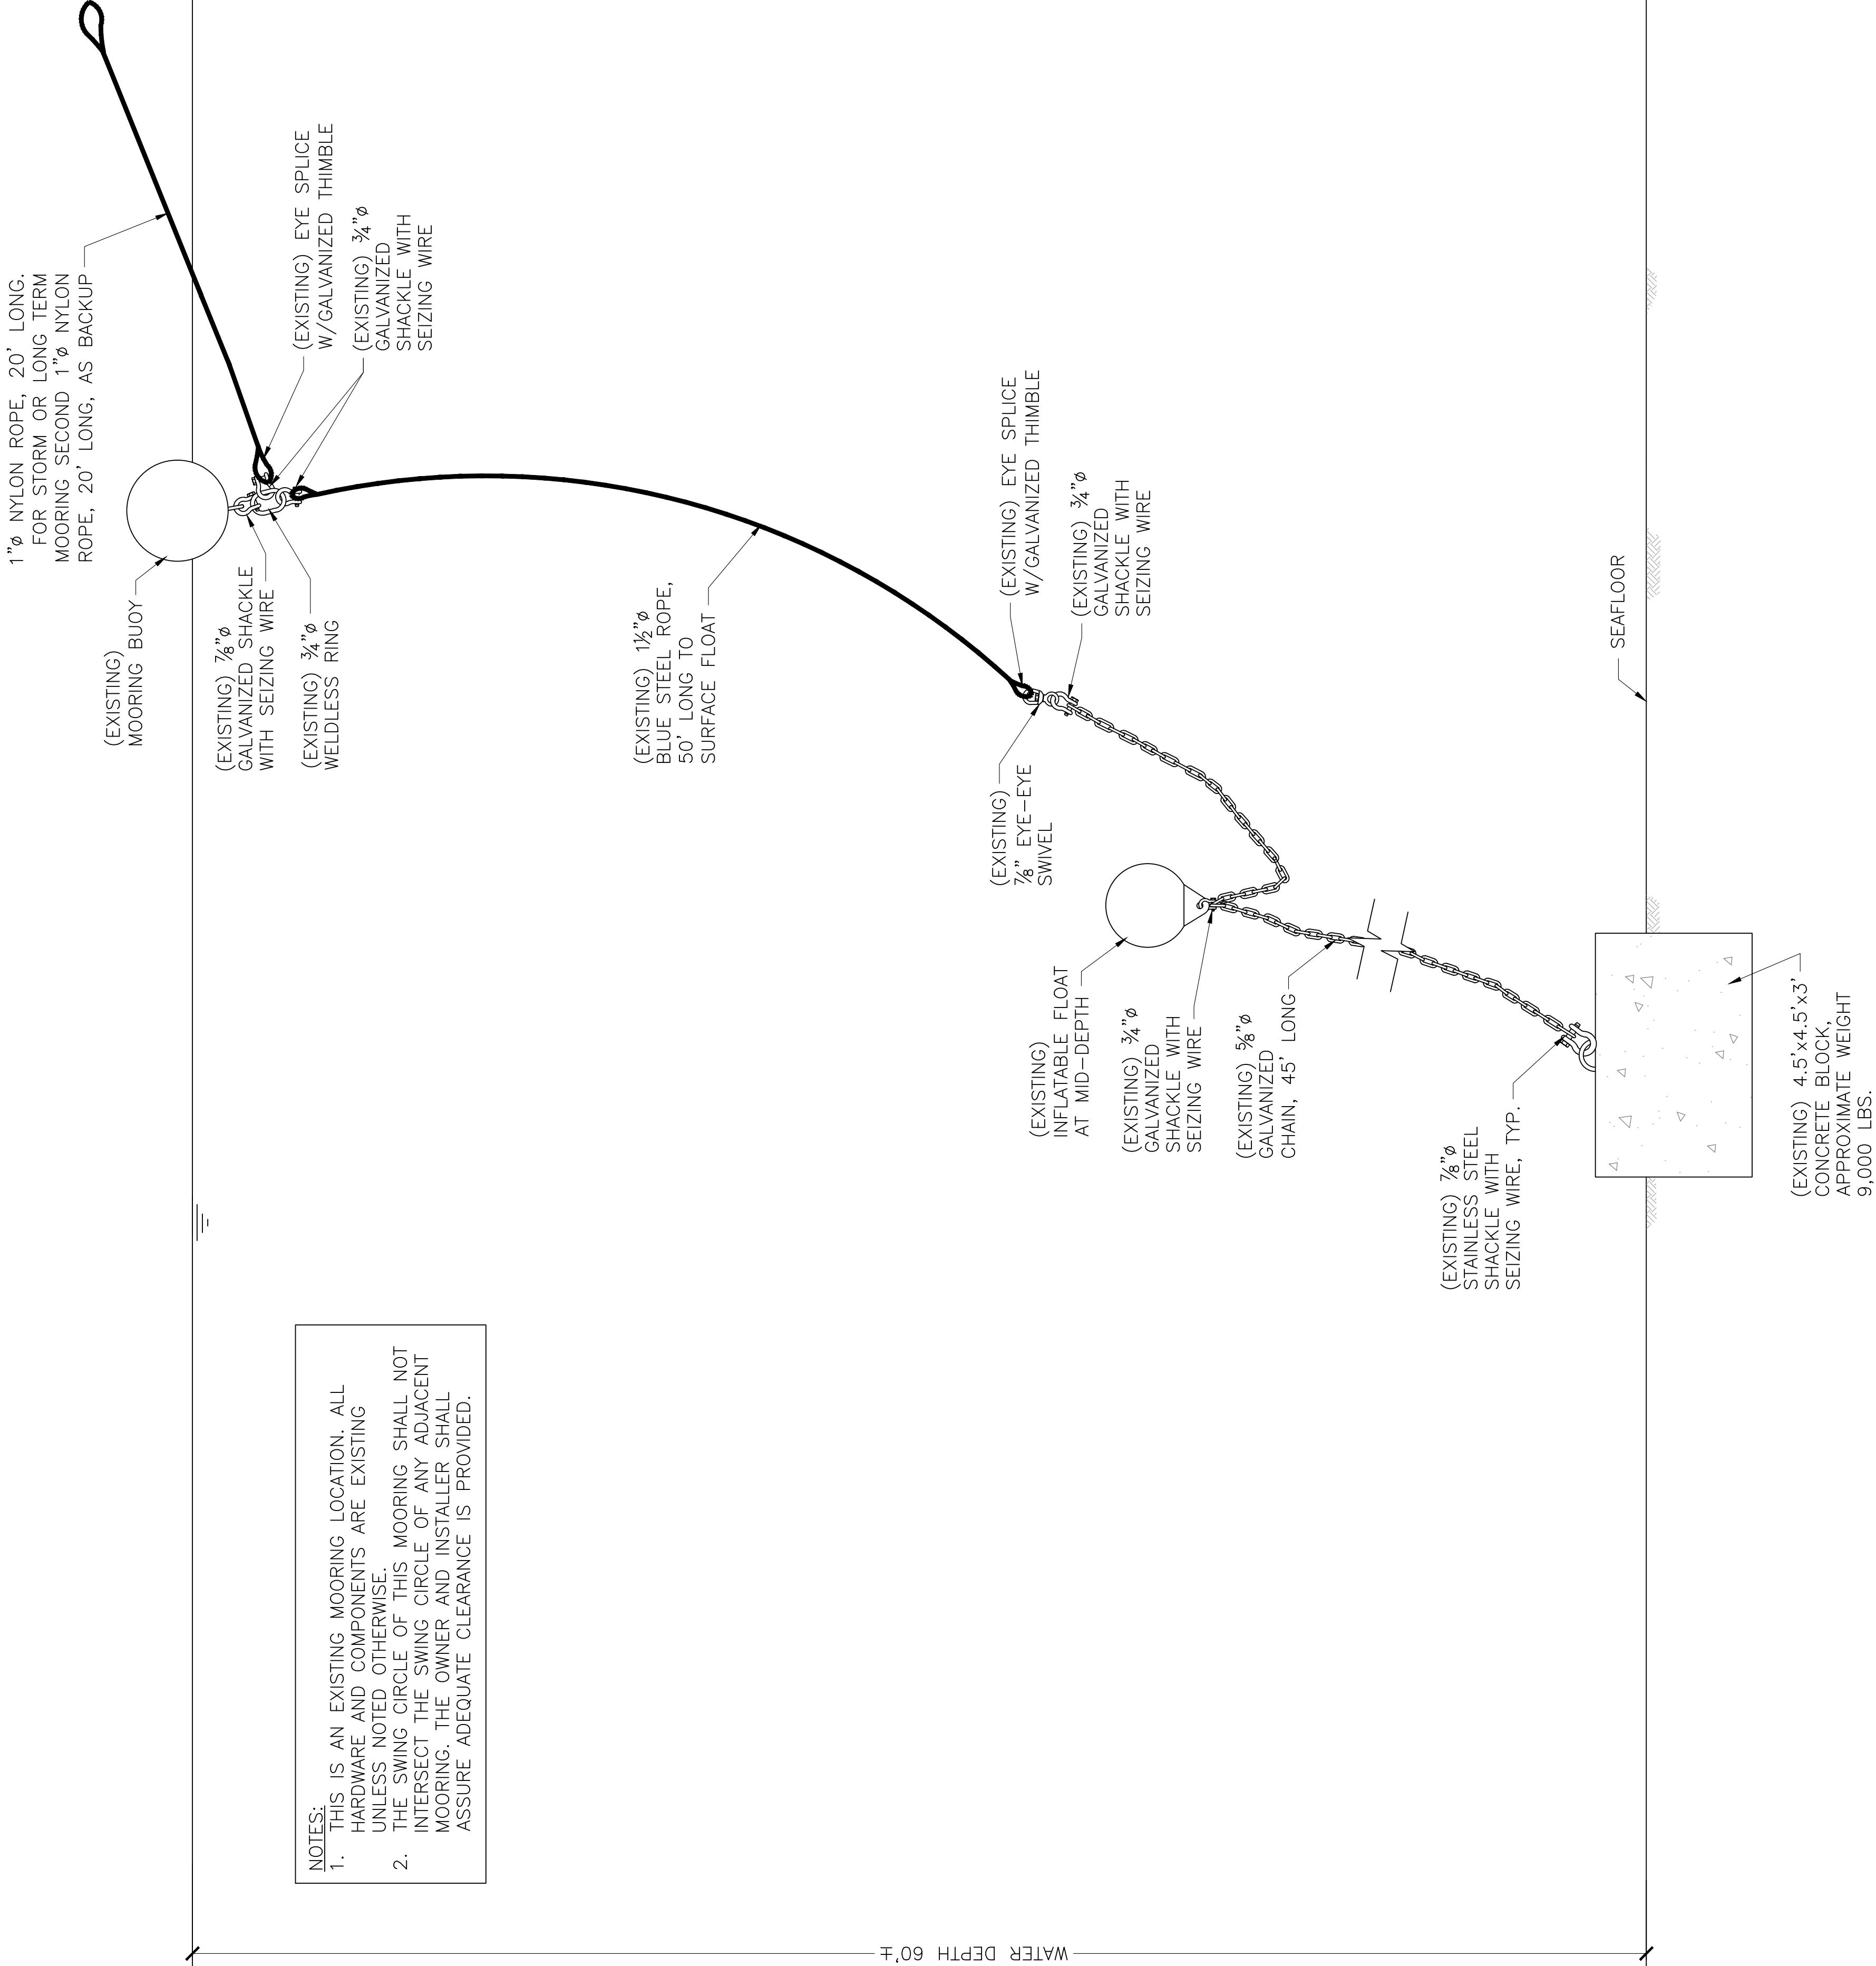 1"ø NYLON ROPE, 20' LONG.
FOR STORM OR LONG TERM
MOORING SECOND 1"ø NYLON
ROPE, 20' LONG, AS BACKUP
(EXISTING)
MOORING BUOY
(EXISTING) EYE SPLICE
W/GALVANIZED THIMBLE
(EXISTING) ¾"ø
GALVANIZED
SHACKLE WITH
SEIZING WIRE
(EXISTING) ⅞"ø
GALVANIZED SHACKLE
WITH SEIZING WIRE
(EXISTING) ¾"ø
WELDLESS RING
(EXISTING) 1½"ø
BLUE STEEL ROPE,
50' LONG TO
SURFACE FLOAT
(EXISTING) EYE SPLICE
W/GALVANIZED THIMBLE
(EXISTING) ¾"ø
GALVANIZED
SHACKLE WITH
SEIZING WIRE
(EXISTING)
⅞" EYE-EYE
SWIVEL
(EXISTING)
INFLATABLE FLOAT
AT MID-DEPTH
(EXISTING) ¾"ø
GALVANIZED
SHACKLE WITH
SEIZING WIRE
(EXISTING) ⅝"ø
GALVANIZED
CHAIN, 45' LONG
(EXISTING) ⅞"ø
STAINLESS STEEL
SHACKLE WITH
SEIZING WIRE, TYP.
SEAFLOOR
(EXISTING) 4.5'x4.5'x3'
CONCRETE BLOCK,
APPROXIMATE WEIGHT
9,000 LBS.
NOTES:
1. THIS IS AN EXISTING MOORING LOCATION. ALL
HARDWARE AND COMPONENTS ARE EXISTING
UNLESS NOTED OTHERWISE.
2. THE SWING CIRCLE OF THIS MOORING SHALL NOT
INTERSECT THE SWING CIRCLE OF ANY ADJACENT
MOORING. THE OWNER AND INSTALLER SHALL
ASSURE ADEQUATE CLEARANCE IS PROVIDED.
WATER DEPTH 60'±